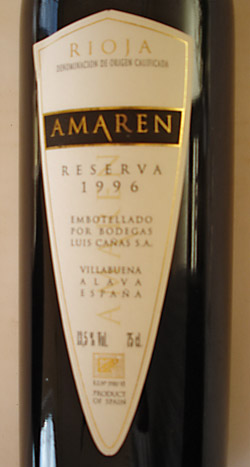 RIOJA
DENOMINACION DE ORIGEN CALIFICADA
AMAREN
RESERVA
1996
AMAREN
EMBOTELLADO
POR BODEGAS
LUIS CAÑAS S.A.
VILLABUENA
ALAVA
ESPAÑA
13,5 % Vol. 75 cl.
PRODUCT
OF SPAIN